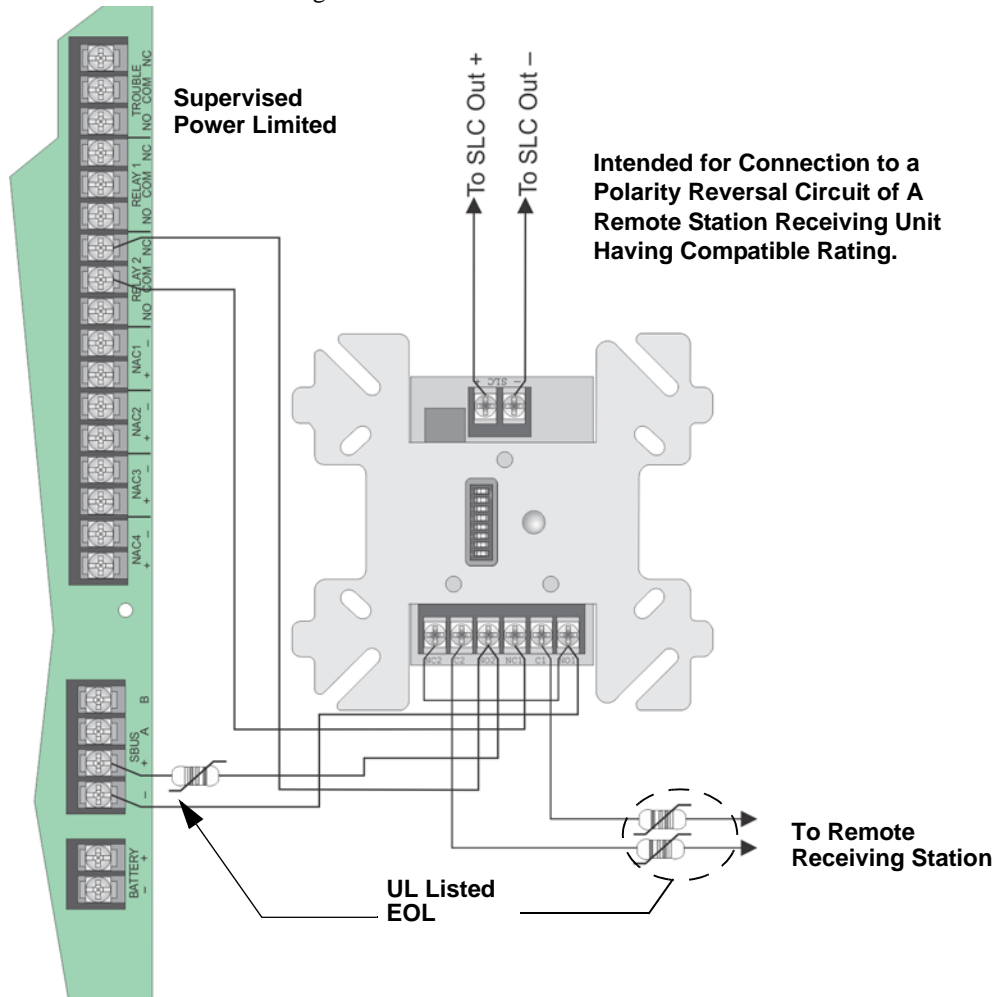 NC
COM
NO
TROUBLE
NC
COM
NO
RELAY 1
NC
COM
NO
RELAY 2
–
+
NAC1
–
+
NAC2
–
+
NAC3
–
+
NAC4
Supervised
Power Limited
To SLC Out +
To SLC Out –
Intended for Connection to a
Polarity Reversal Circuit of A
Remote Station Receiving Unit
Having Compatible Rating.
+ SLC –
NC2 C2 NO2 NC1 C1 NO1
B
A
+
–
SBUS
+
–
BATTERY
To Remote
Receiving Station
UL Listed
EOL